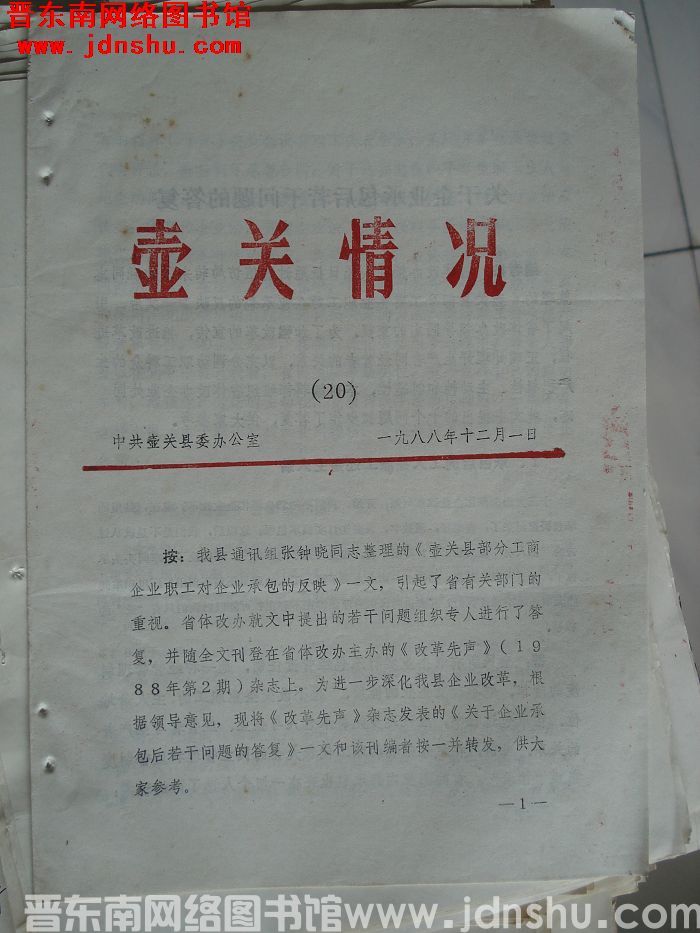 晋东南网络图书馆
www.jdnshu.com
壶关情况
(20)
中共壶关县委办公室 一九八八年十二月一日
按：我县通讯组张钟晓同志整理的《壶关县部分工商
企业职工对企业承包的反映》一文，引起了省有关部门的
重视。省体改办就文中提出的若干问题组织专人进行了答
复，并随全文刊登在省体改办主办的《改革先声》(19
88年第2期)杂志上。为进一步深化我县企业改革，根
据领导意见，现将《改革先声》杂志发表的《关于企业承
包后若干问题的答复》一文和该刊编者按一并转发，供大
家参考。
—1—
晋东南网络图书馆www.jdnshu.com